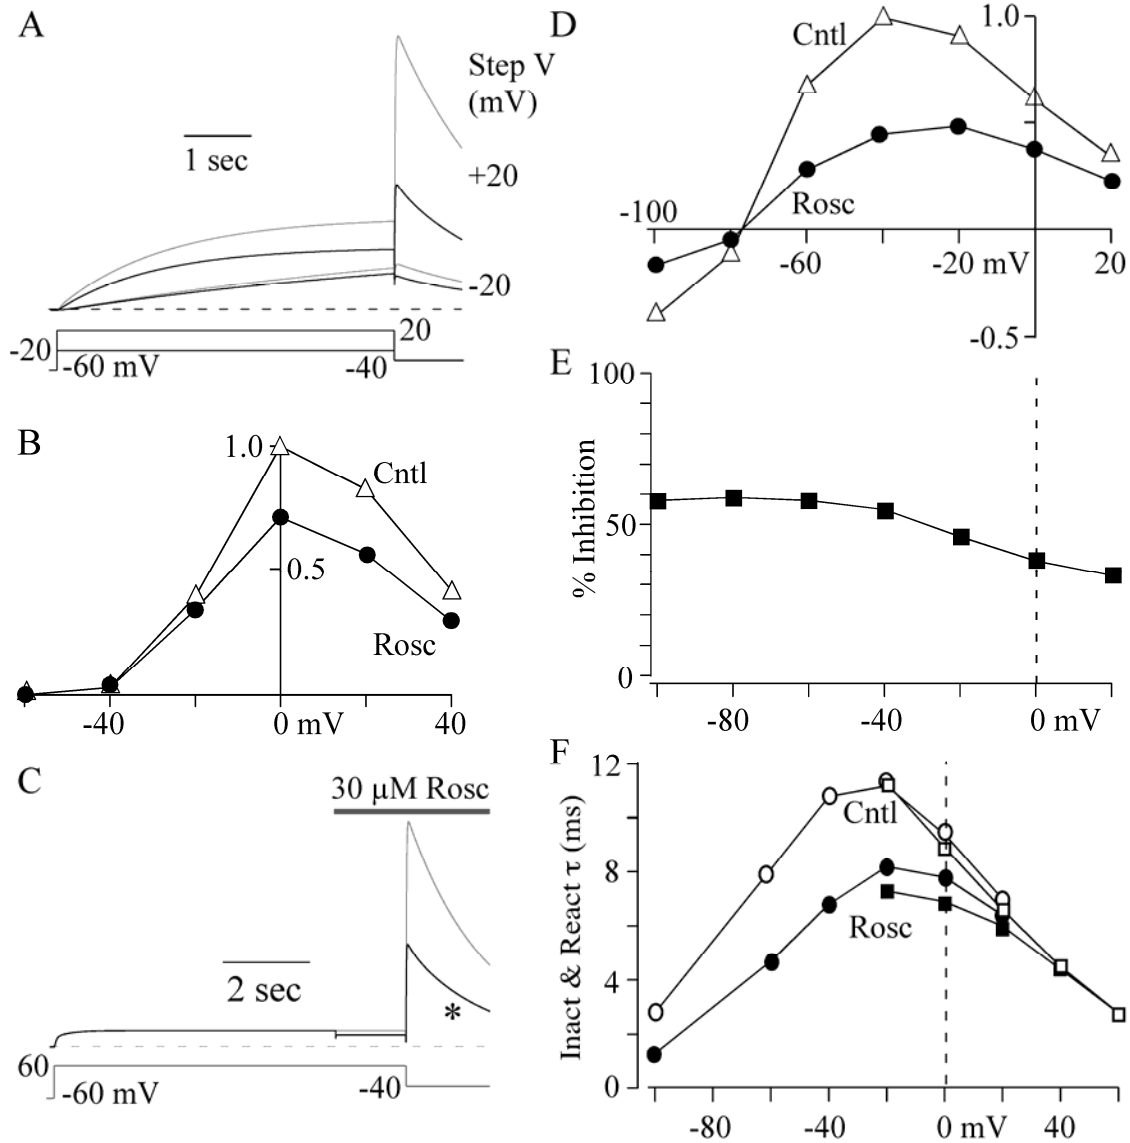 A
Step V
(mV)
1 sec
+20
-20
-20
-60 mV
20
-40
B
1.0
Cntl
0.5
Rosc
-40
0 mV
40
C
30 µM Rosc
2 sec
*
60
-60 mV
-40
D
1.0
Cntl
Rosc
-100
-60
-20 mV
20
-0.5
E
100
50
0
% Inhibition
-80
-40
0 mV
F
12
8
4
0
Inact & React τ (ms)
Cntl
Rosc
-80
-40
0 mV
40